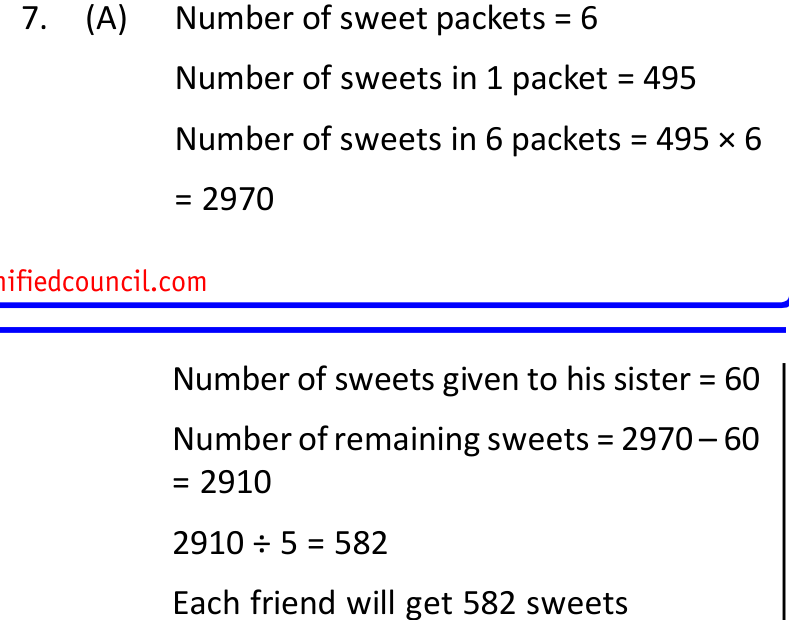 7. (A) Number of sweet packets = 6
Number of sweets in 1 packet = 495
Number of sweets in 6 packets = 495 × 6
= 2970
nifiedcouncil.com
Number of sweets given to his sister = 60
Number of remaining sweets = 2970 – 60
= 2910
2910 ÷ 5 = 582
Each friend will get 582 sweets